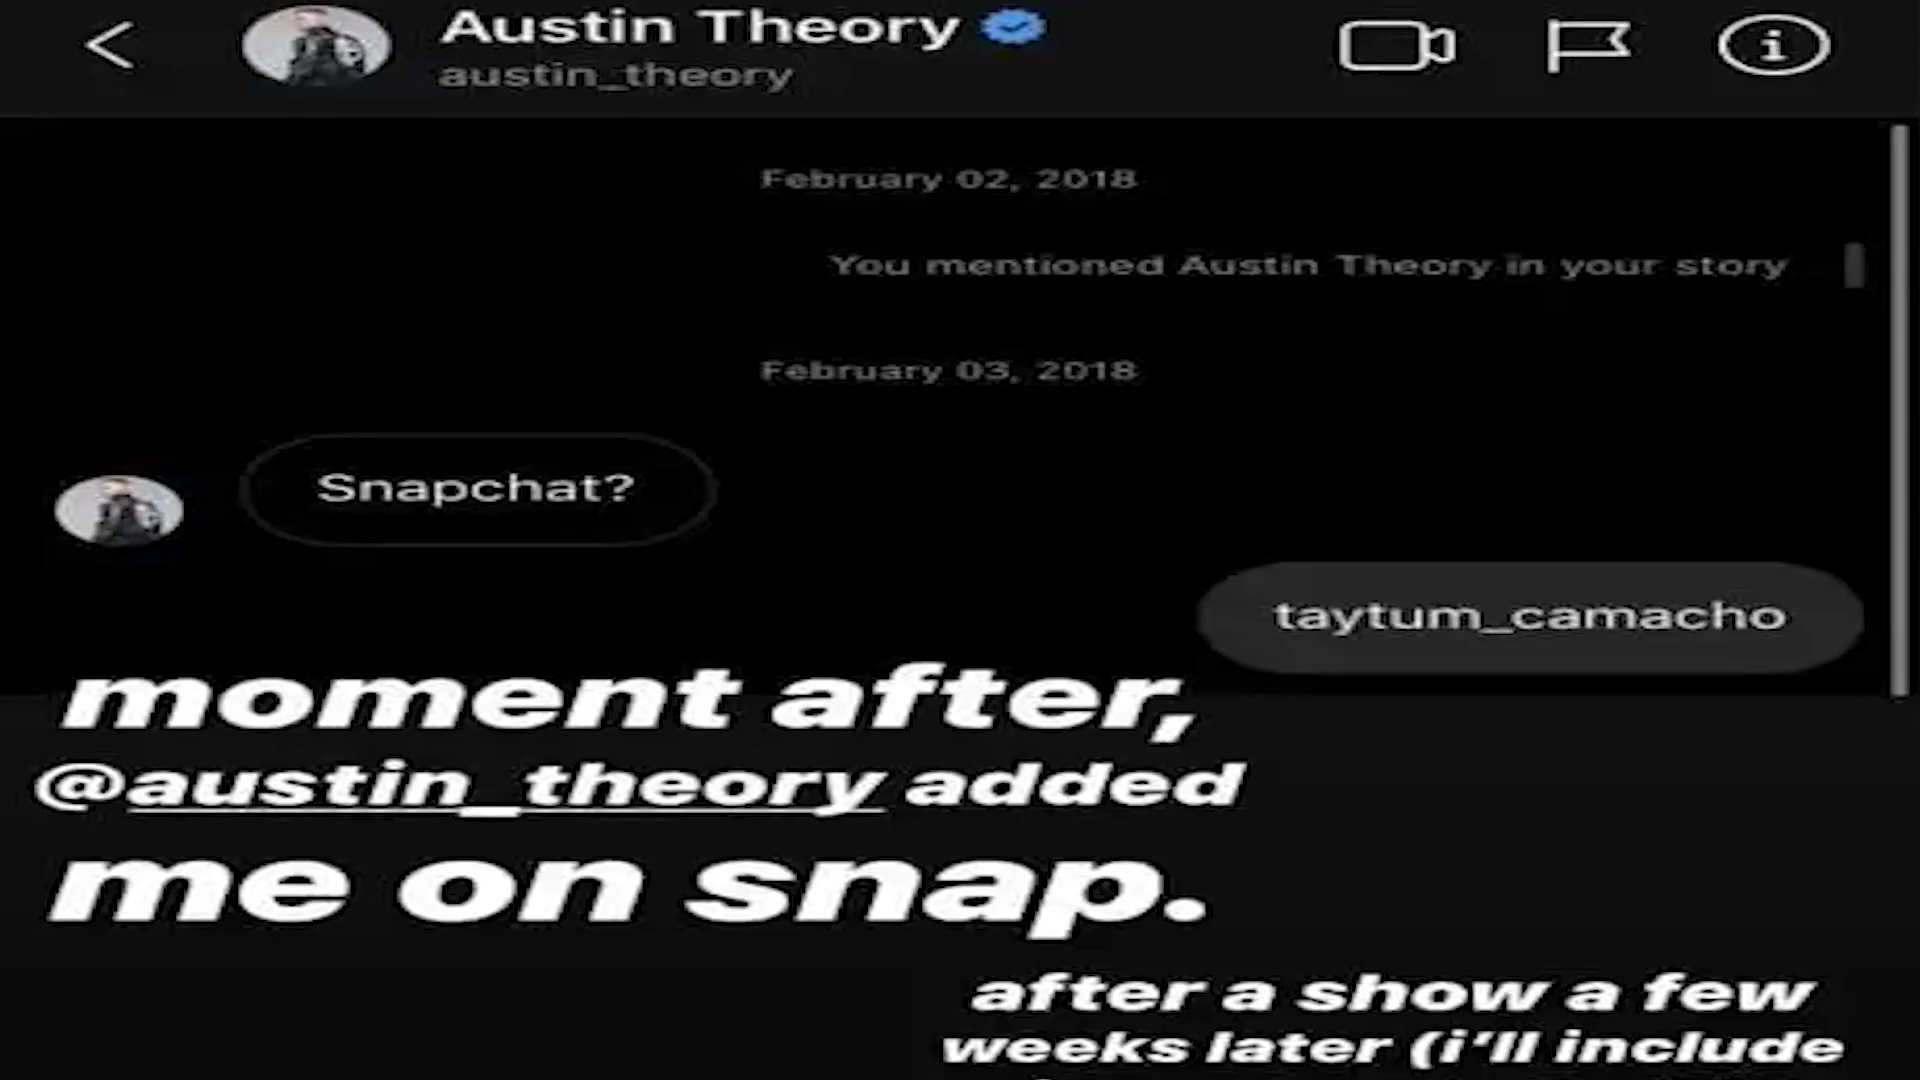 Austin Theory
austin_theory
February 02, 2018
You mentioned Austin Theory in your story
February 03, 2018
Snapchat?
taytum_camacho
moment after,
@austin_theory added
me on snap.
after a show a few
weeks later (i'll include